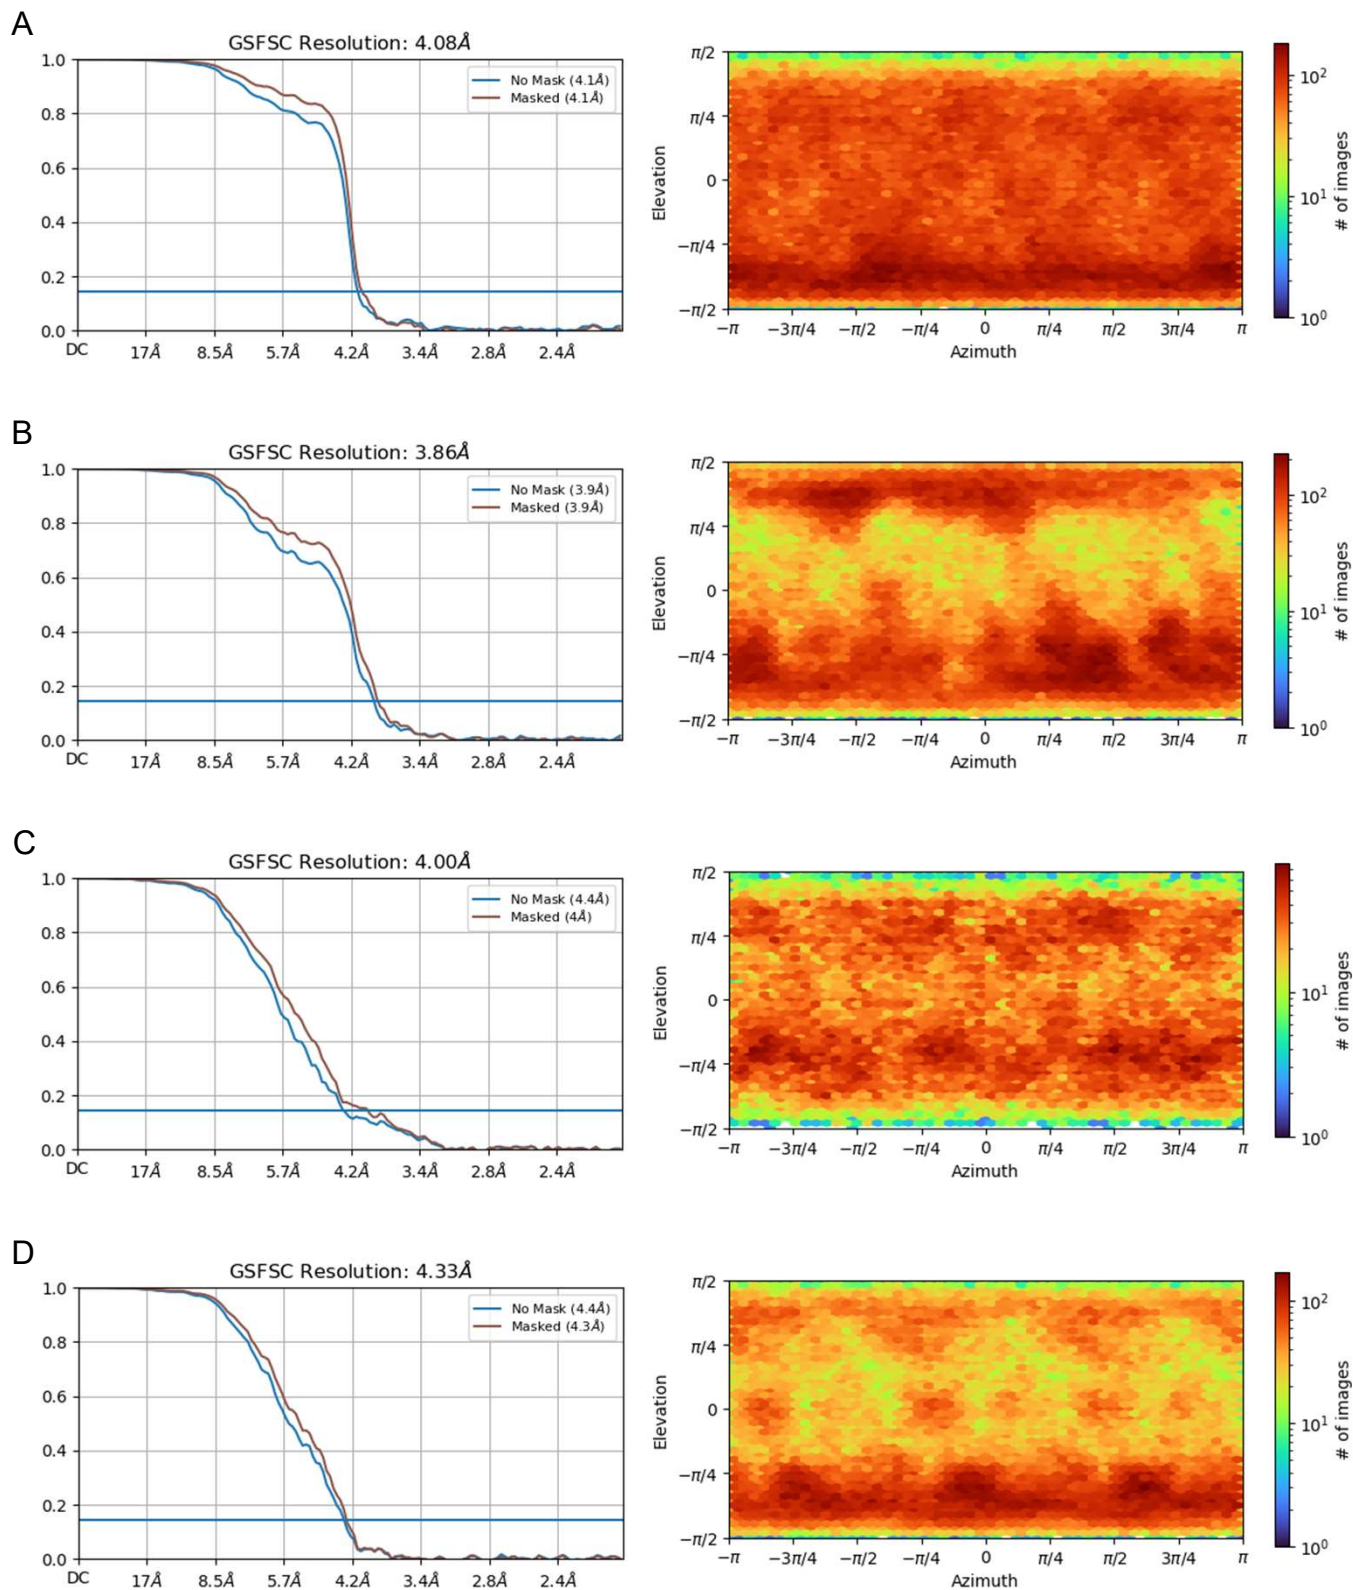 A
GSFSC Resolution: 4.08Å
1.0
0.8
0.6
0.4
0.2
0.0
No Mask (4.1Å)
Masked (4.1Å)
DC 17Å 8.5Å 5.7Å 4.2Å 3.4Å 2.8Å 2.4Å
Elevation
π/2
π/4
0
−π/4
−π/2
−π −3π/4 −π/2 −π/4 0 π/4 π/2 3π/4 π
Azimuth
10²
10¹
10⁰
# of images
B
GSFSC Resolution: 3.86Å
1.0
0.8
0.6
0.4
0.2
0.0
No Mask (3.9Å)
Masked (3.9Å)
DC 17Å 8.5Å 5.7Å 4.2Å 3.4Å 2.8Å 2.4Å
Elevation
π/2
π/4
0
−π/4
−π/2
−π −3π/4 −π/2 −π/4 0 π/4 π/2 3π/4 π
Azimuth
10²
10¹
10⁰
# of images
C
GSFSC Resolution: 4.00Å
1.0
0.8
0.6
0.4
0.2
0.0
No Mask (4.4Å)
Masked (4Å)
DC 17Å 8.5Å 5.7Å 4.2Å 3.4Å 2.8Å 2.4Å
Elevation
π/2
π/4
0
−π/4
−π/2
−π −3π/4 −π/2 −π/4 0 π/4 π/2 3π/4 π
Azimuth
10¹
10⁰
# of images
D
GSFSC Resolution: 4.33Å
1.0
0.8
0.6
0.4
0.2
0.0
No Mask (4.4Å)
Masked (4.3Å)
DC 17Å 8.5Å 5.7Å 4.2Å 3.4Å 2.8Å 2.4Å
Elevation
π/2
π/4
0
−π/4
−π/2
−π −3π/4 −π/2 −π/4 0 π/4 π/2 3π/4 π
Azimuth
10²
10¹
10⁰
# of images